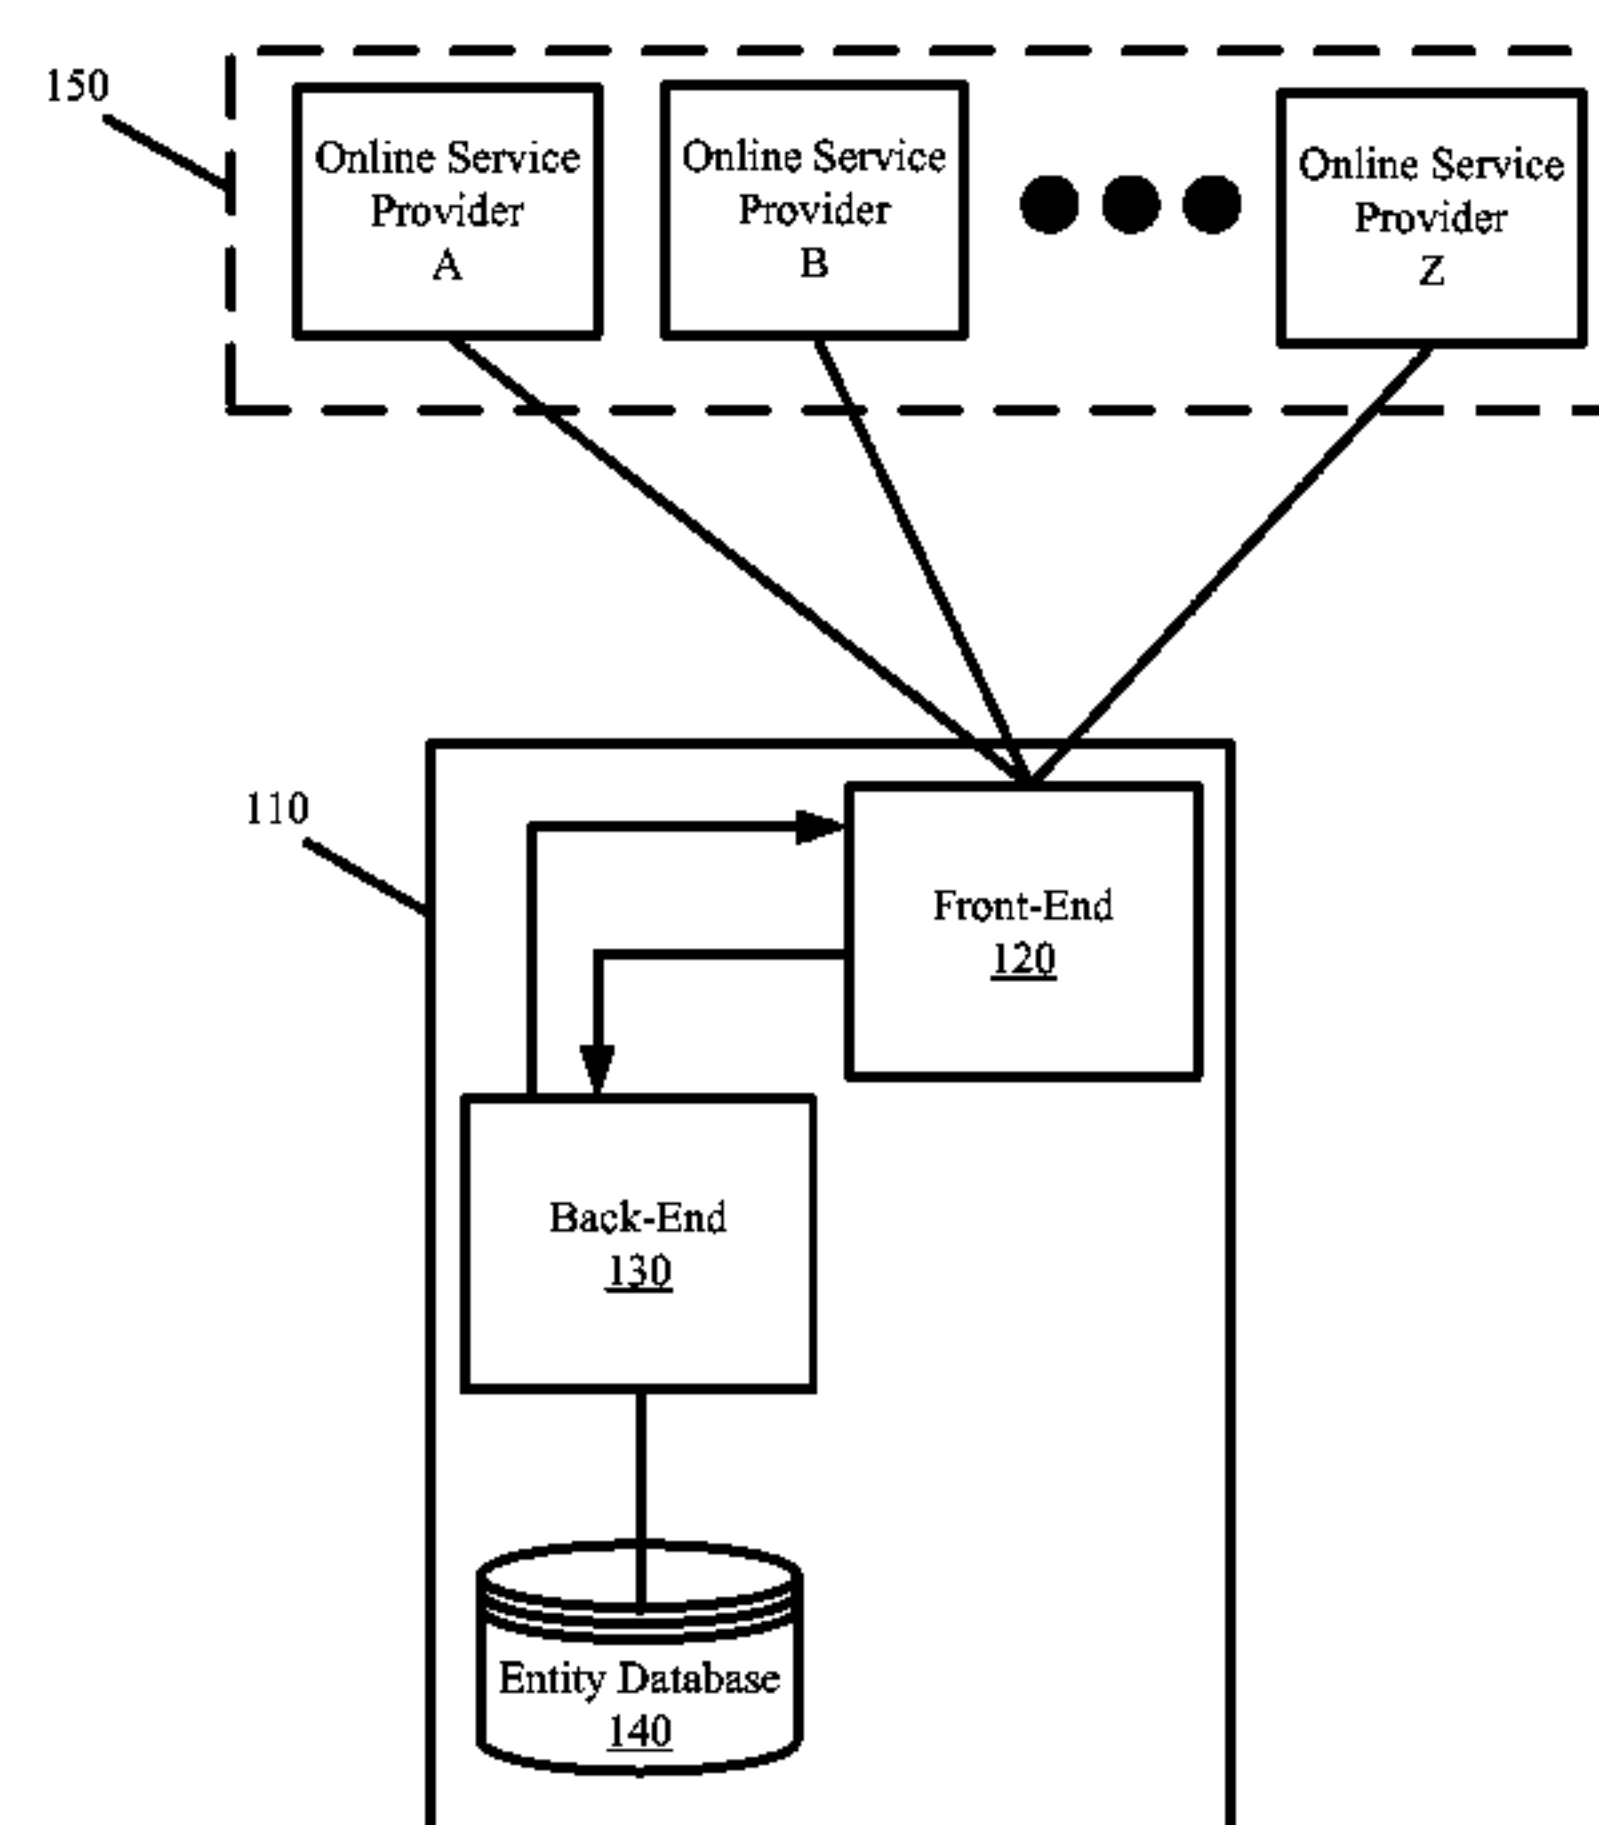 150
Online Service
Provider
A
Online Service
Provider
B
Online Service
Provider
Z
110
Front-End
120
Back-End
130
Entity Database
140